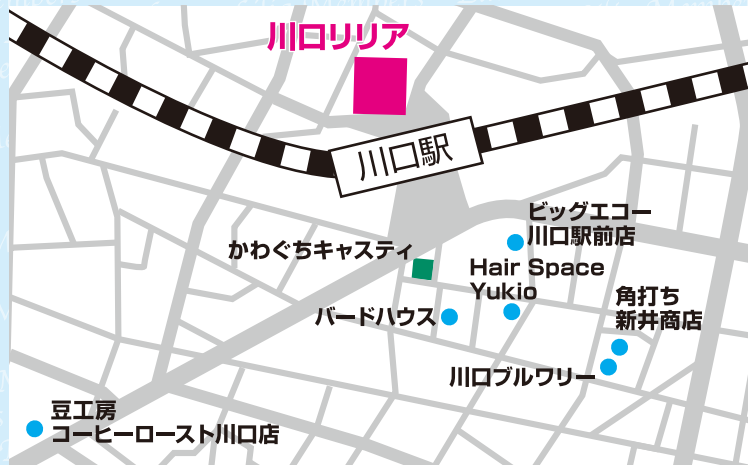 川口リリア
川口駅
ビッグエコー
川口駅前店
かわぐちキャスティ
Hair Space
Yukio
角打ち
新井商店
バードハウス
川口ブルワリー
豆工房
コーヒーロースト川口店